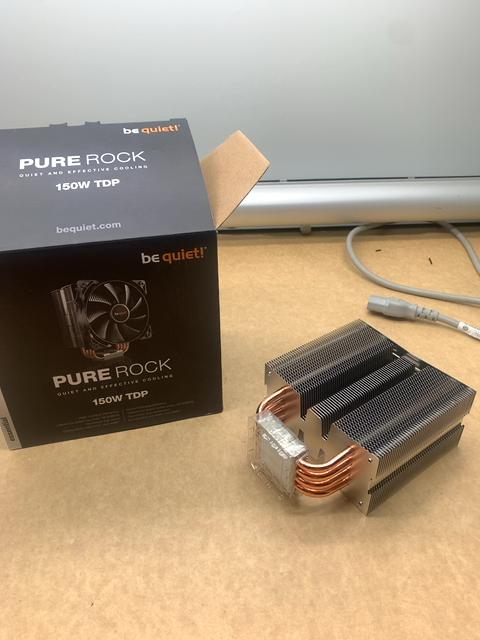 be quiet!
PURE ROCK
QUIET AND EFFECTIVE COOLING
150W TDP
bequiet.com
be quiet!
PURE ROCK
QUIET AND EFFECTIVE COOLING
150W TDP